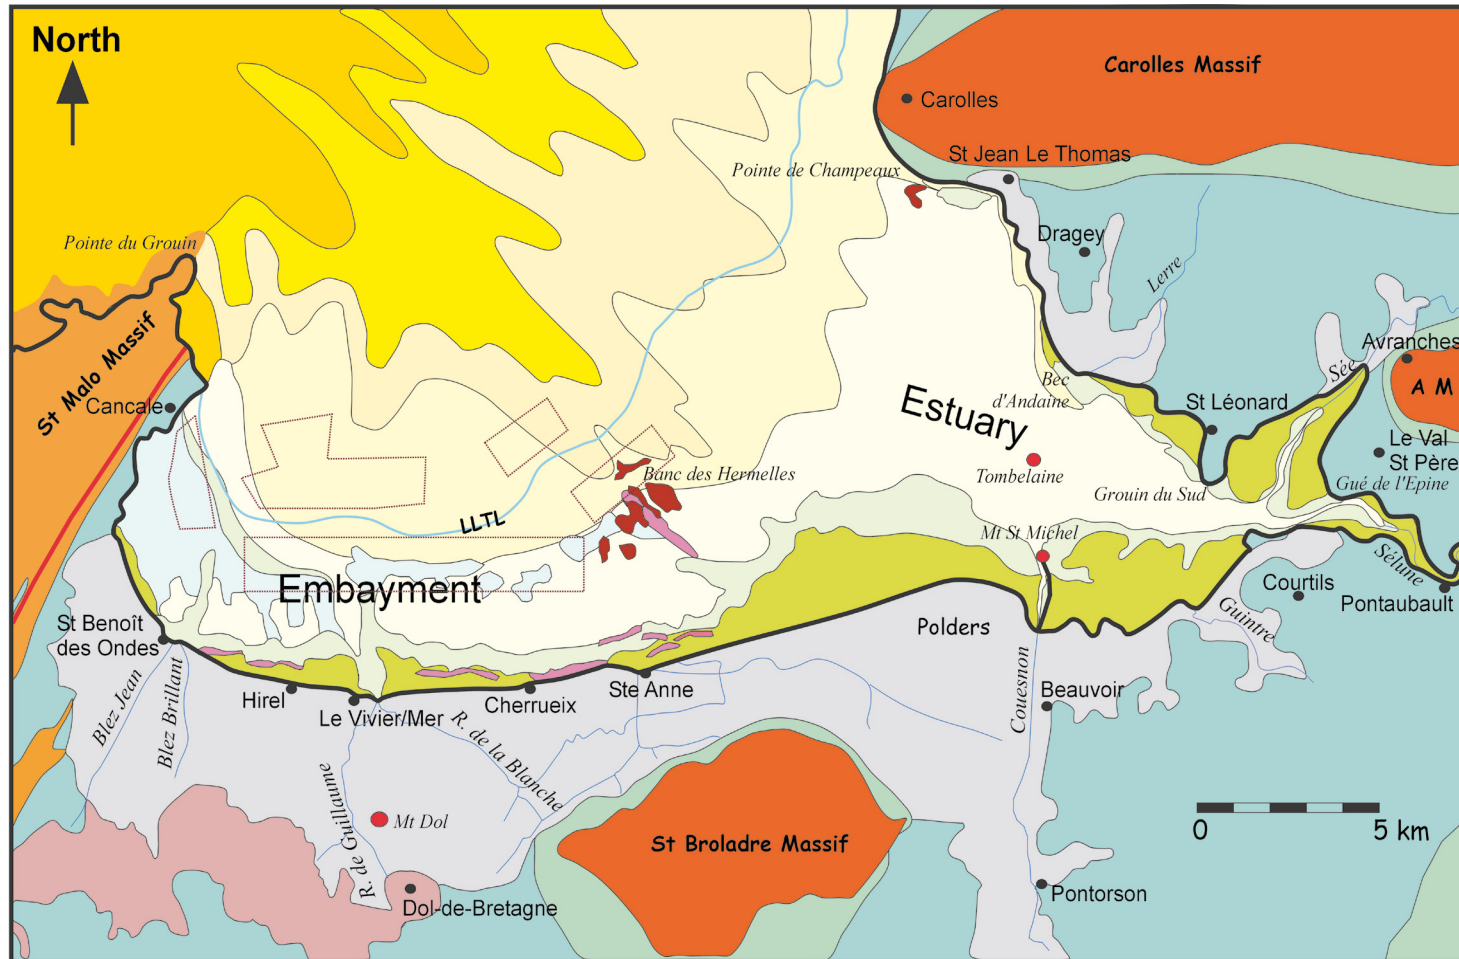 North
Carolles Massif
Carolles
St Jean Le Thomas
Pointe de Champeaux
Dragey
Pointe du Grouin
Lerre
St Malo Massif
Avranches
Sée
A M
Cancale
Bec
d'Andaine
Estuary
St Léonard
Le Val
St Père
Banc des Hermelles
Tombelaine
Grouin du Sud
Gué de l'Epine
LLTL
Mt St Michel
Sélune
Embayment
Courtils
Pontaubault
Guintre
St Benoît
des Ondes
Polders
Blez Jean
Blez Brillant
Hirel
Le Vivier/Mer
Cherrueix
Ste Anne
Couesnon
Beauvoir
R. de la Blanche
R. de Guillaume
Mt Dol
St Broladre Massif
0 5 km
Dol-de-Bretagne
Pontorson